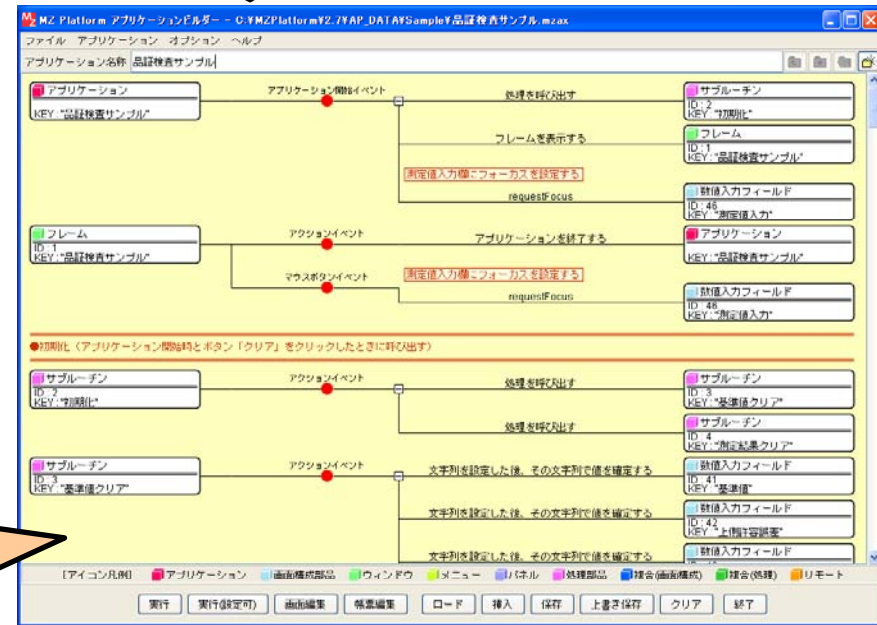 MZ Platform アプリケーションビルダー - C:¥MZPlatform¥2.7¥AP_DATA¥Sample¥品証検査サンプル.mzax
ファイル アプリケーション オプション ヘルプ
アプリケーション名称 品証検査サンプル
アプリケーション
KEY:"品証検査サンプル"
アプリケーション開始イベント
処理を呼び出す
サブルーチン
ID:2
KEY:"初期化"
フレームを表示する
フレーム
ID:1
KEY:"品証検査サンプル"
測定値入力欄にフォーカスを設定する
requestFocus
数値入力フィールド
ID:46
KEY:"測定値入力"
フレーム
ID:1
KEY:"品証検査サンプル"
アクションイベント
アプリケーションを終了する
アプリケーション
KEY:"品証検査サンプル"
マウスボタンイベント
測定値入力欄にフォーカスを設定する
requestFocus
数値入力フィールド
ID:46
KEY:"測定値入力"
●初期化（アプリケーション開始時とボタン「クリア」をクリックしたときに呼び出す）
サブルーチン
ID:2
KEY:"初期化"
アクションイベント
処理を呼び出す
サブルーチン
ID:3
KEY:"基準値クリア"
処理を呼び出す
サブルーチン
ID:4
KEY:"測定結果クリア"
サブルーチン
ID:3
KEY:"基準値クリア"
アクションイベント
文字列を設定した後、その文字列で値を確定する
数値入力フィールド
ID:41
KEY:"基準値"
文字列を設定した後、その文字列で値を確定する
数値入力フィールド
ID:42
KEY:"上側許容誤差"
文字列を設定した後、その文字列で値を確定する
数値入力フィールド
[アイコン凡例] アプリケーション 画面構成部品 ウィンドウ メニュー パネル 処理部品 複合(画面構成) 複合(処理) リモート
実行 実行(設定可) 画面編集 帳票編集 ロード 挿入 保存 上書き保存 クリア 終了